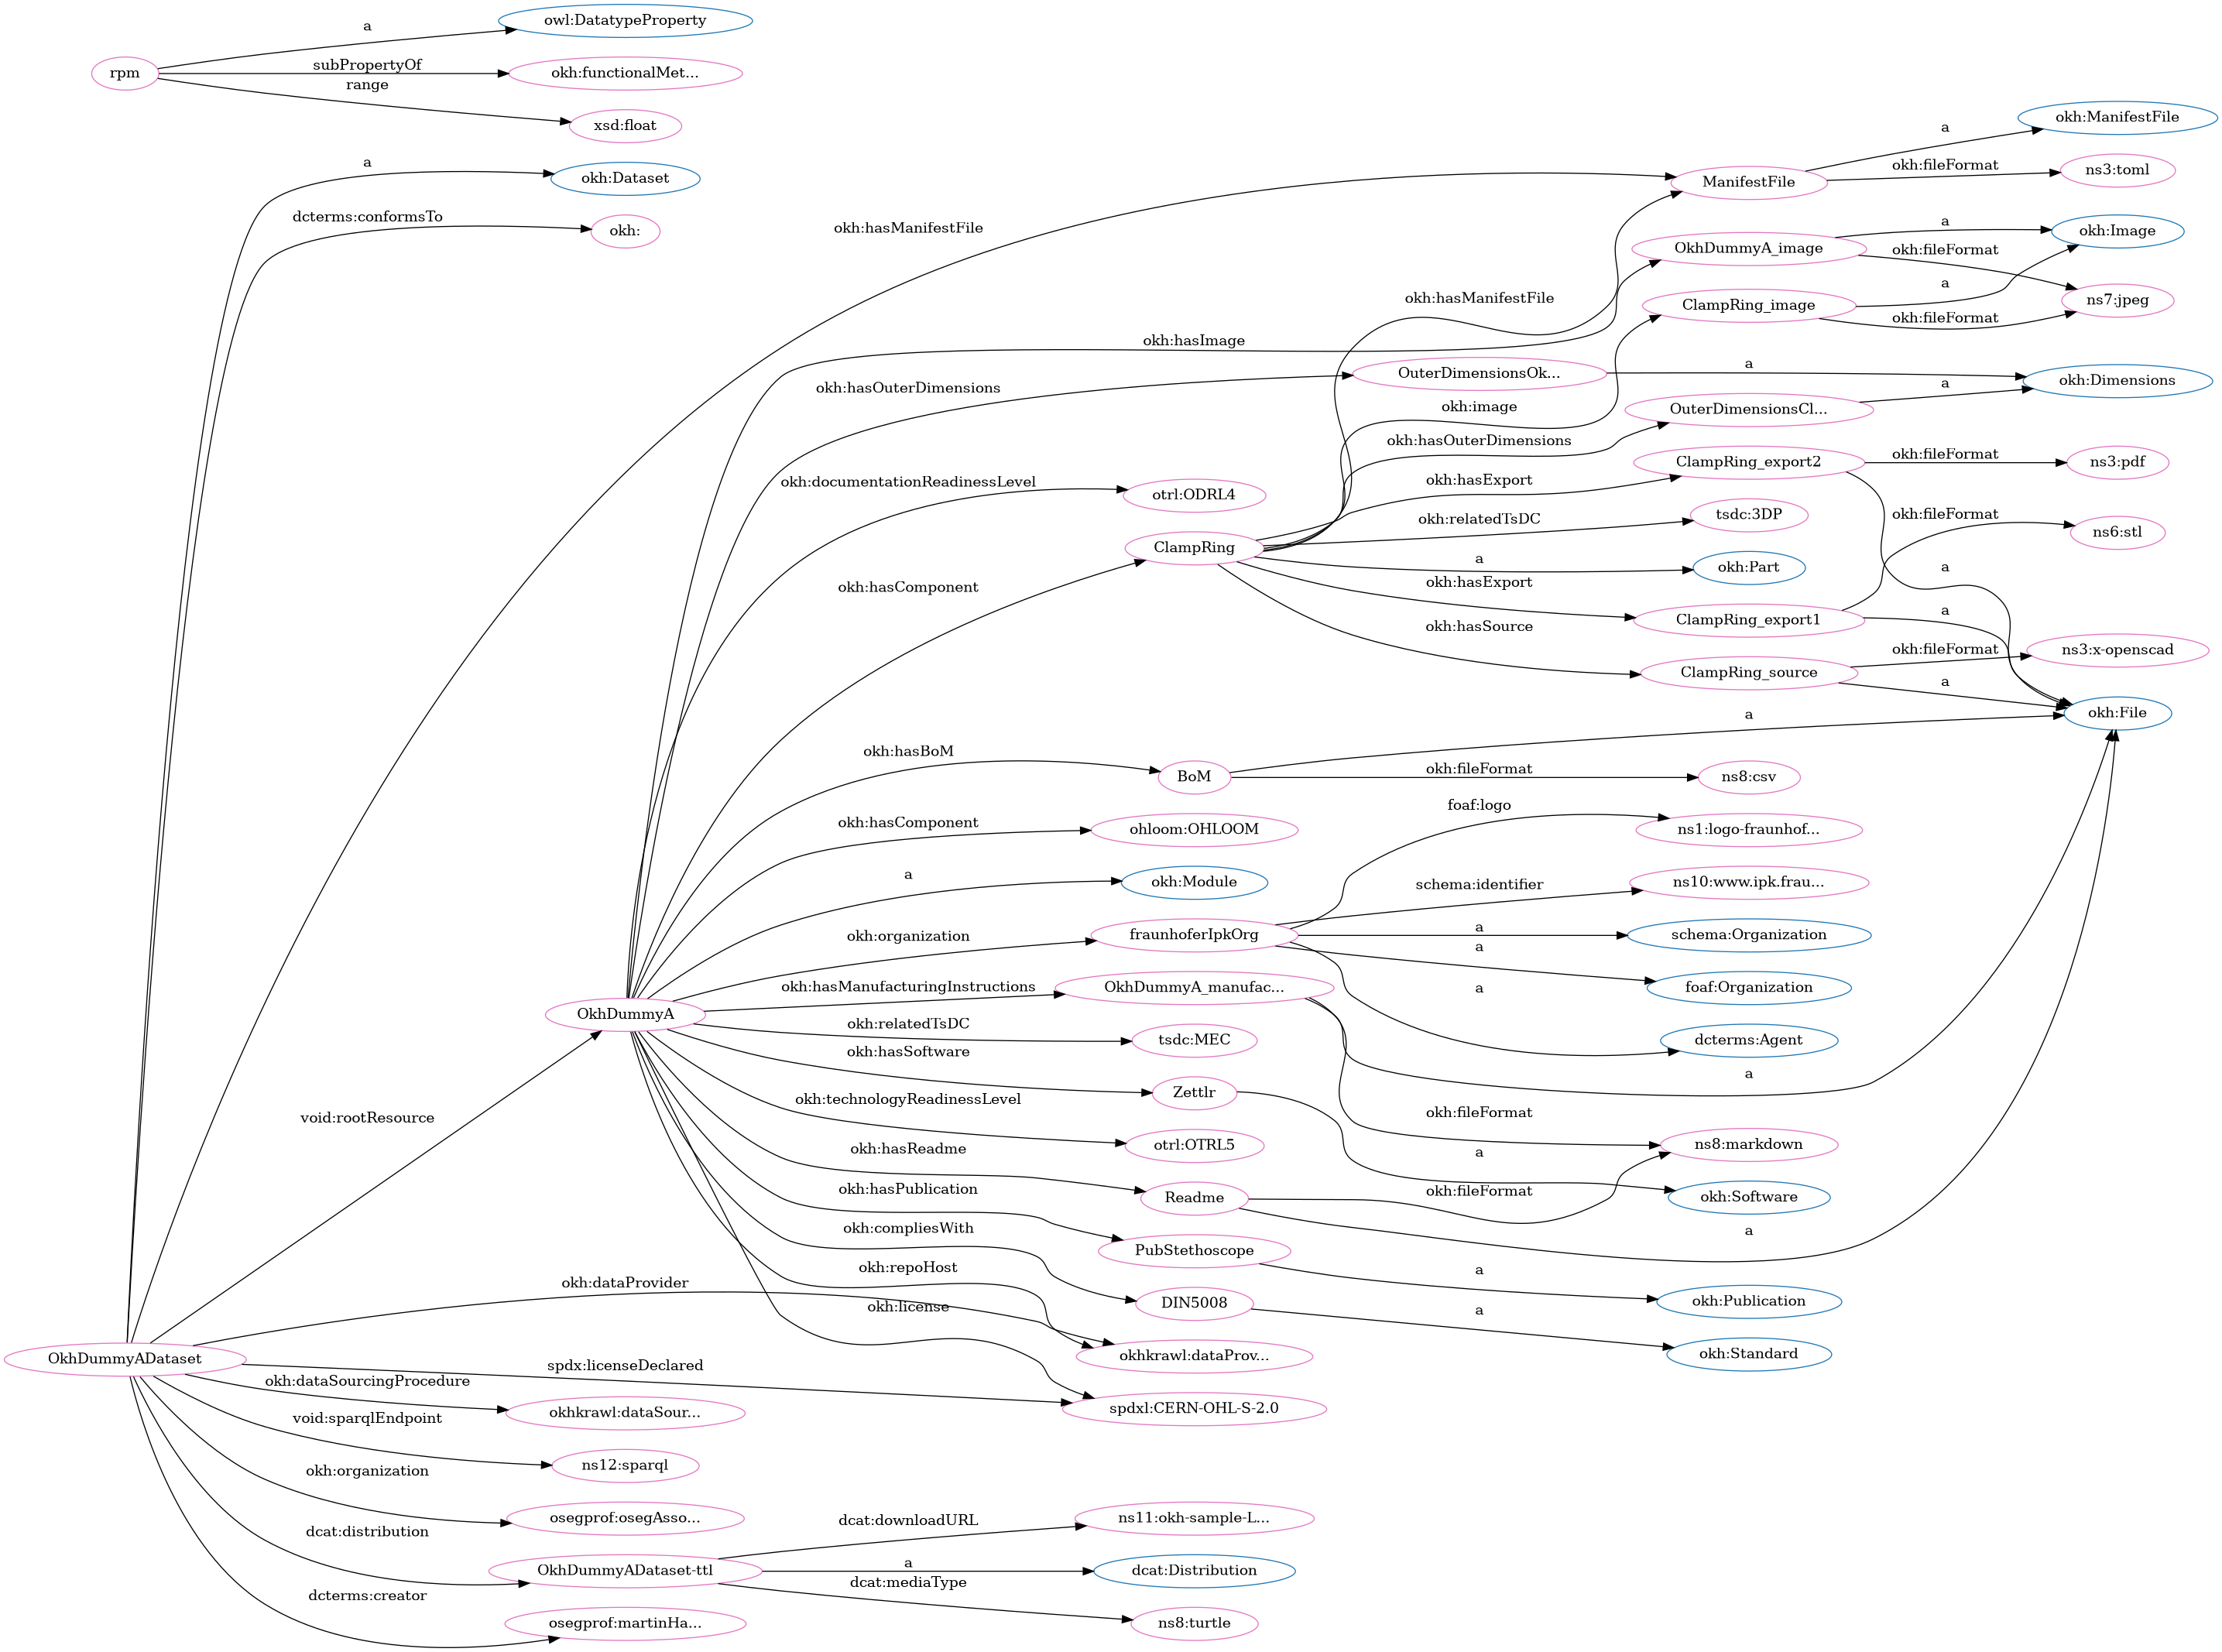 a
owl:DatatypeProperty
rpm
subPropertyOf
okh:functionalMet...
range
xsd:float
a
okh:Dataset
dcterms:conformsTo
okh:
okh:hasManifestFile
ManifestFile
a
okh:ManifestFile
okh:fileFormat
ns3:toml
okh:hasManifestFile
OkhDummyA_image
a
okh:Image
okh:fileFormat
okh:hasImage
ClampRing_image
a
ns7:jpeg
okh:fileFormat
okh:hasOuterDimensions
OuterDimensionsOk...
a
okh:Dimensions
okh:image
OuterDimensionsCl...
a
okh:hasOuterDimensions
okh:documentationReadinessLevel
otrl:ODRL4
okh:hasExport
ClampRing_export2
okh:fileFormat
ns3:pdf
okh:relatedTsDC
tsdc:3DP
okh:fileFormat
ns6:stl
okh:hasComponent
ClampRing
a
okh:Part
a
okh:hasExport
ClampRing_export1
a
okh:hasSource
ClampRing_source
okh:fileFormat
ns3:x-openscad
a
okh:File
okh:hasBoM
BoM
a
okh:fileFormat
ns8:csv
okh:hasComponent
ohloom:OHLOOM
foaf:logo
ns1:logo-fraunhof...
a
okh:Module
schema:identifier
ns10:www.ipk.frau...
okh:organization
fraunhoferIpkOrg
a
schema:Organization
a
foaf:Organization
okh:hasManufacturingInstructions
OkhDummyA_manufac...
a
dcterms:Agent
OkhDummyA
okh:relatedTsDC
tsdc:MEC
a
okh:hasSoftware
Zettlr
okh:fileFormat
ns8:markdown
okh:technologyReadinessLevel
otrl:OTRL5
a
okh:Software
okh:hasReadme
Readme
okh:fileFormat
a
okh:hasPublication
PubStethoscope
a
okh:Publication
okh:compliesWith
DIN5008
a
okh:Standard
void:rootResource
okh:repoHost
okh:dataProvider
okh:license
okhkrawl:dataProv...
OkhDummyADataset
spdx:licenseDeclared
spdxl:CERN-OHL-S-2.0
okh:dataSourcingProcedure
okhkrawl:dataSour...
void:sparqlEndpoint
ns12:sparql
okh:organization
osegprof:osegAsso...
dcat:distribution
OkhDummyADataset-ttl
dcat:downloadURL
ns11:okh-sample-L...
a
dcat:Distribution
dcat:mediaType
ns8:turtle
dcterms:creator
osegprof:martinHa...